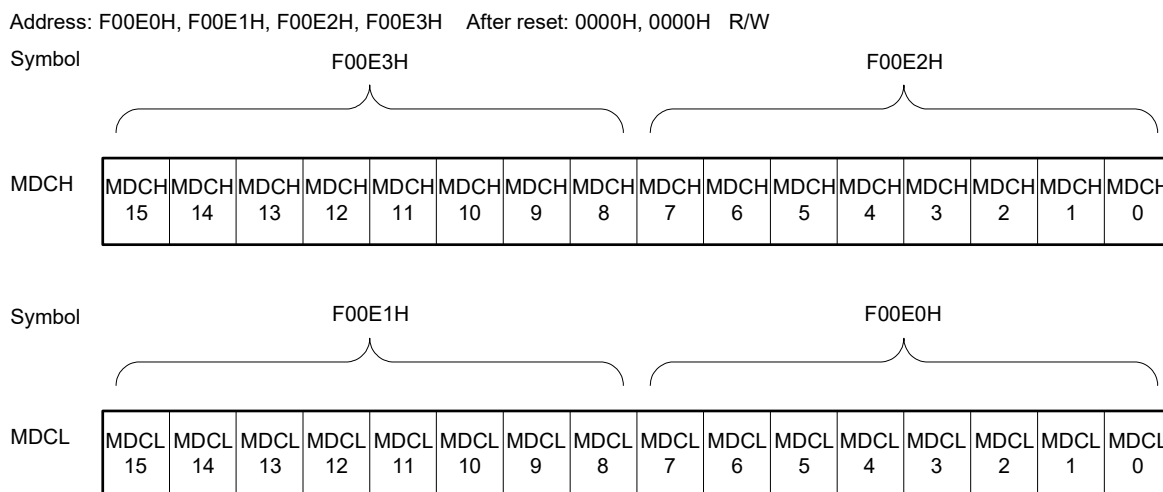 Address: F00E0H, F00E1H, F00E2H, F00E3H After reset: 0000H, 0000H R/W
Symbol F00E3H F00E2H
MDCH MDCH MDCH MDCH MDCH MDCH MDCH MDCH MDCH MDCH MDCH MDCH MDCH MDCH MDCH MDCH MDCH
15 14 13 12 11 10 9 8 7 6 5 4 3 2 1 0
Symbol F00E1H F00E0H
MDCL MDCL MDCL MDCL MDCL MDCL MDCL MDCL MDCL MDCL MDCL MDCL MDCL MDCL MDCL MDCL MDCL
15 14 13 12 11 10 9 8 7 6 5 4 3 2 1 0